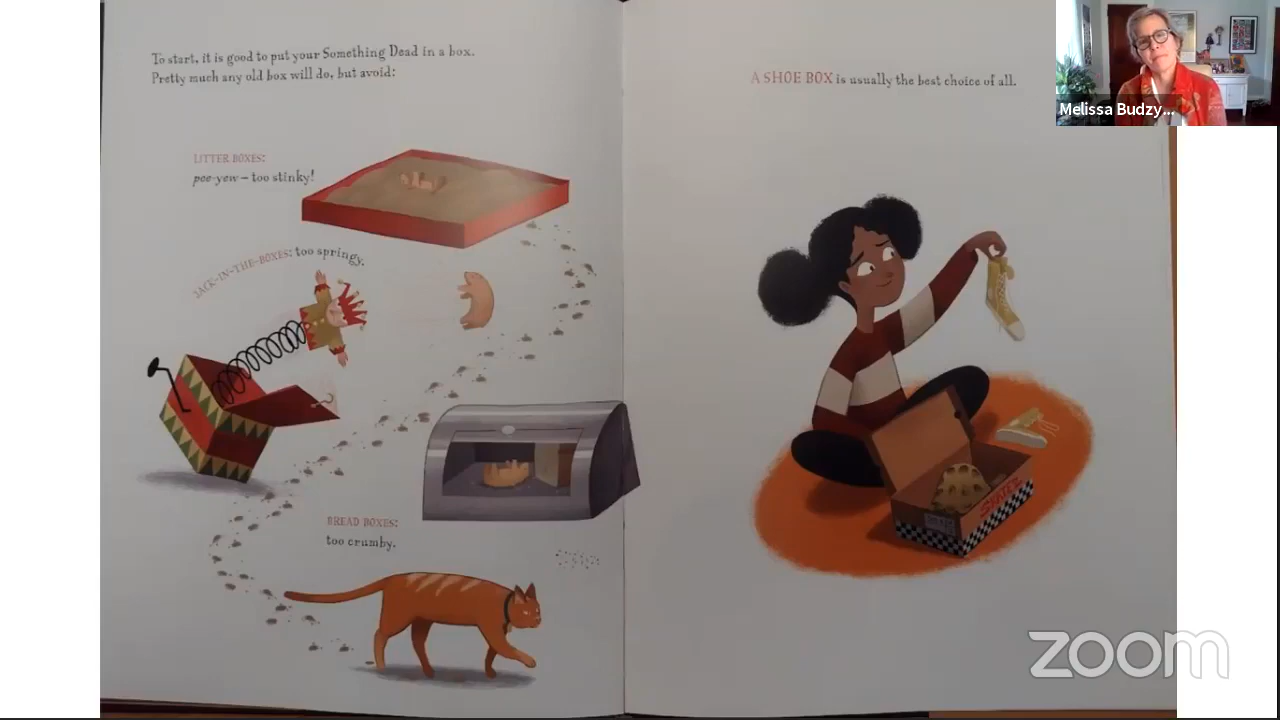 To start, it is good to put your Something Dead in a box.
Pretty much any old box will do, but avoid:
LITTER BOXES:
pee-yew – too stinky!
JACK-IN-THE-BOXES: too springy.
BREAD BOXES:
too crumby.
A SHOE BOX is usually the best choice of all.
SKATER
Melissa Budzy...
zoom